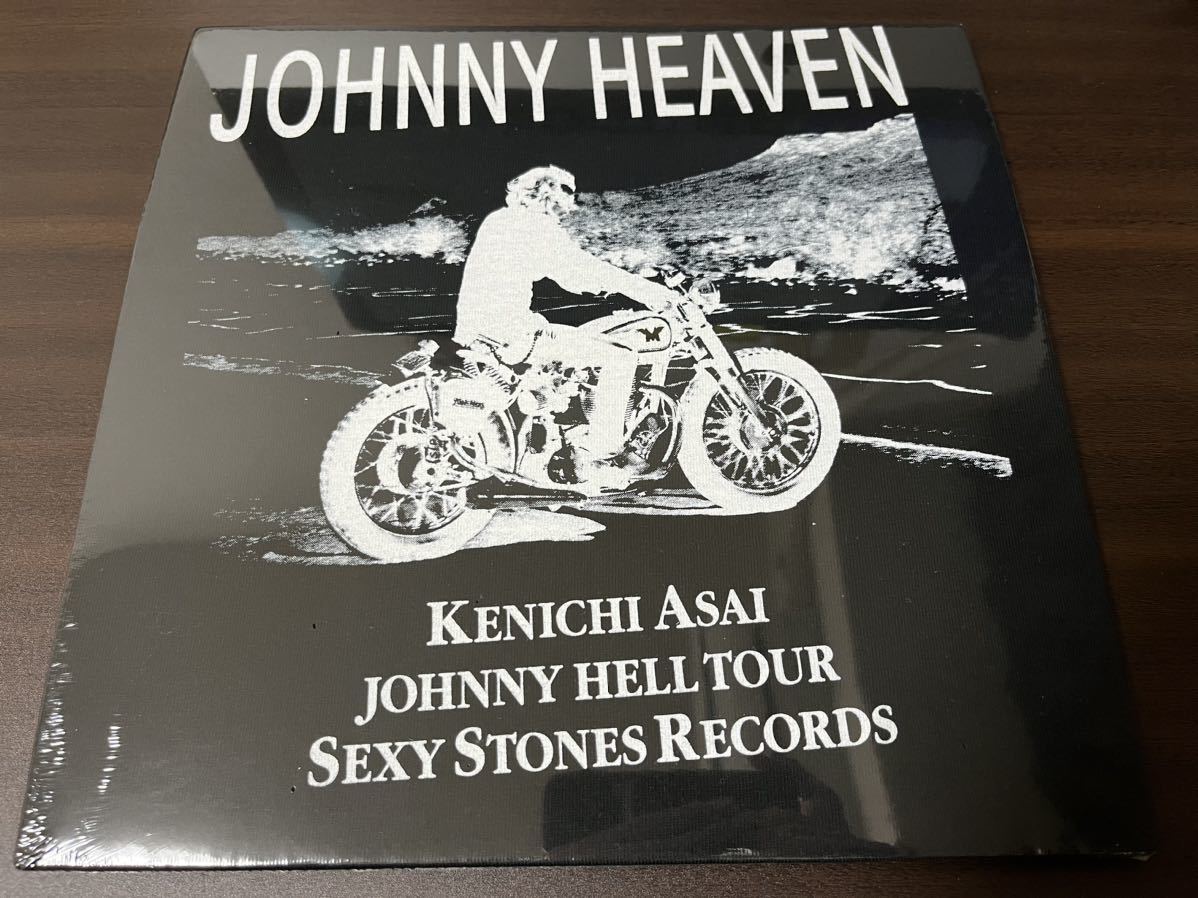 JOHNNY HEAVEN
KENICHI ASAI
JOHNNY HELL TOUR
SEXY STONES RECORDS